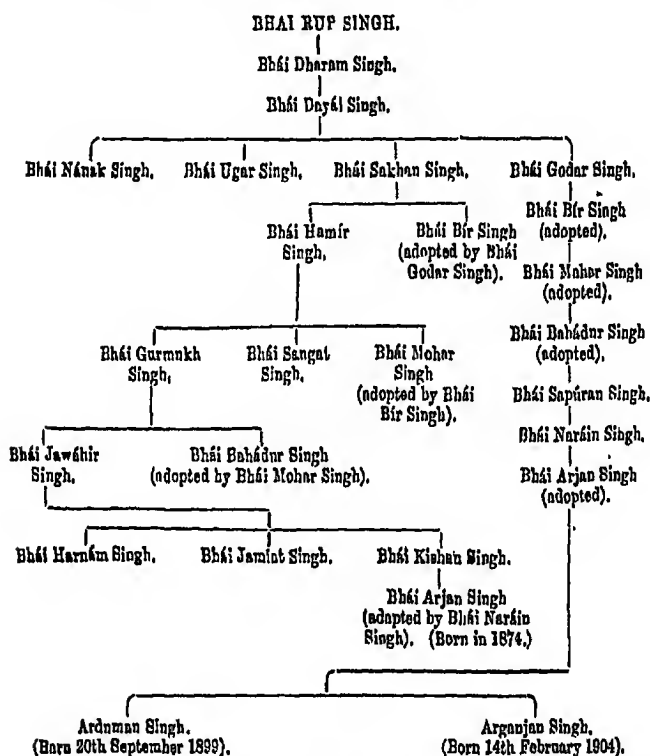 BHAI RUP SINGH.
Bhái Dharam Singh.
Bhái Dayál Singh.
Bhái Nának Singh. Bhái Ugar Singh. Bhái Sakhan Singh. Bhái Godar Singh.
Bhái Bír Singh
(adopted).
Bhái Hamír
Singh.
Bhái Bír Singh
(adopted by Bhái
Godar Singh).
Bhái Mohar Singh
(adopted).
Bhái Bahádur Singh
(adopted).
Bhái Gurmukh
Singh.
Bhái Sangat
Singh.
Bhái Mohar
Singh
(adopted by Bhái
Bír Singh).
Bhái Sapúran Singh.
Bhái Naráin Singh.
Bhái Arjan Singh
(adopted).
Bhái Jawáhir
Singh.
Bhái Bahádur Singh
(adopted by Bhái Mohar Singh).
Bhái Harnám Singh. Bhái Jamint Singh. Bhái Kishan Singh.
Bhái Arjan Singh
(adopted by Bhái Naráin
Singh). (Born in 1874.)
Ardnman Singh.
(Born 20th September 1899).
Arganjan Singh.
(Born 14th February 1904).